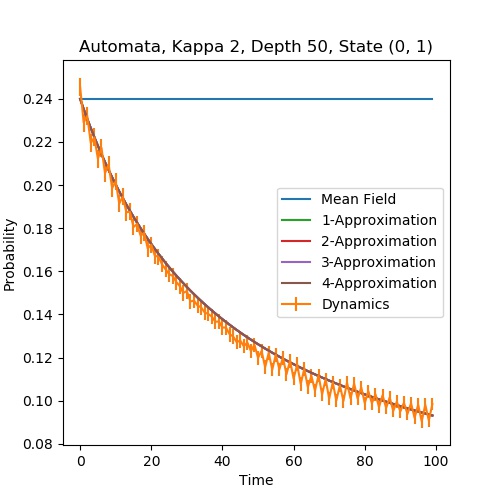 Automata, Kappa 2, Depth 50, State (0, 1)
Probability
0.24
0.22
0.20
0.18
0.16
0.14
0.12
0.10
0.08
Mean Field
1-Approximation
2-Approximation
3-Approximation
4-Approximation
Dynamics
0 20 40 60 80 100
Time